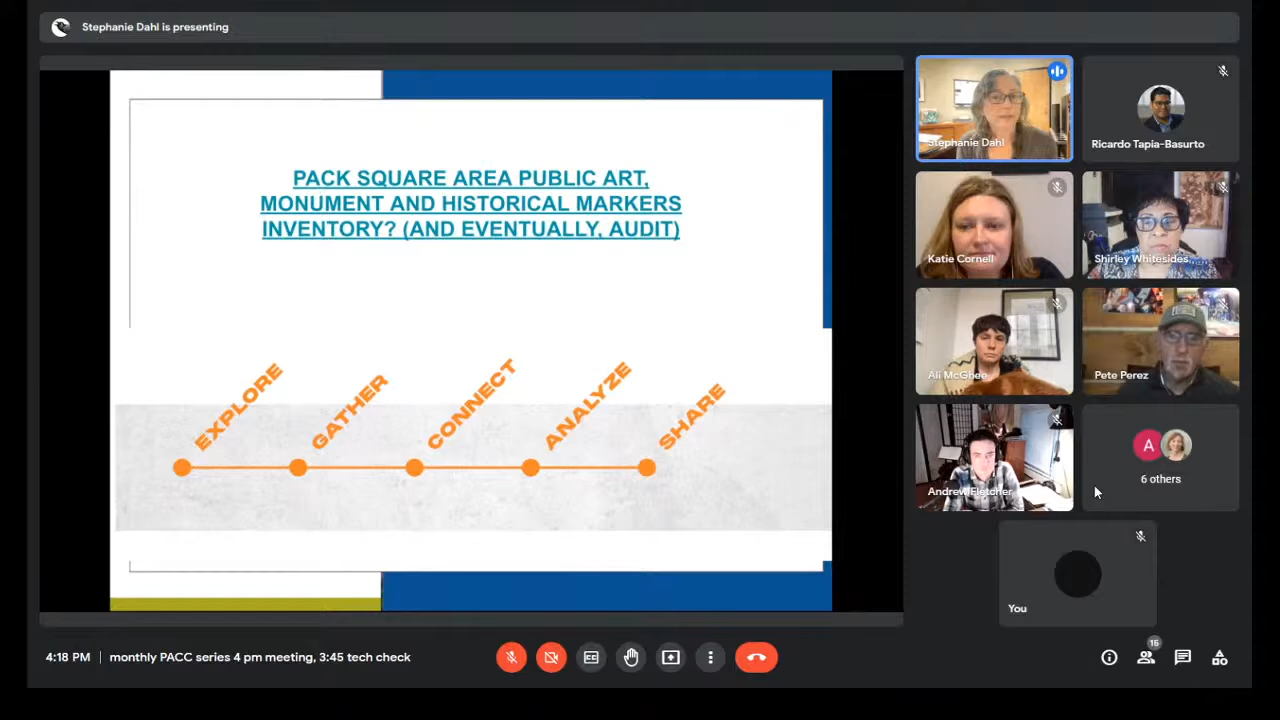 Stephanie Dahl is presenting
PACK SQUARE AREA PUBLIC ART,
MONUMENT AND HISTORICAL MARKERS
INVENTORY? (AND EVENTUALLY, AUDIT)
EXPLORE
GATHER
CONNECT
ANALYZE
SHARE
Stephanie Dahl
Ricardo Tapia-Basurto
Katie Cornell
Shirley Whitesides
Ali McGhee
Pete Perez
Andrew Fletcher
A
6 others
You
4:18 PM | monthly PACC series 4 pm meeting, 3:45 tech check
CC
15